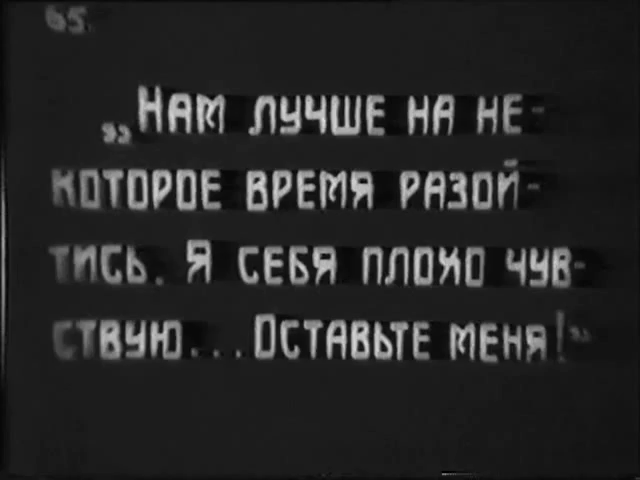 65.
„Нам лучше на не-
которое время разой-
тись. Я себя плохо чув-
ствую... Оставьте меня!“